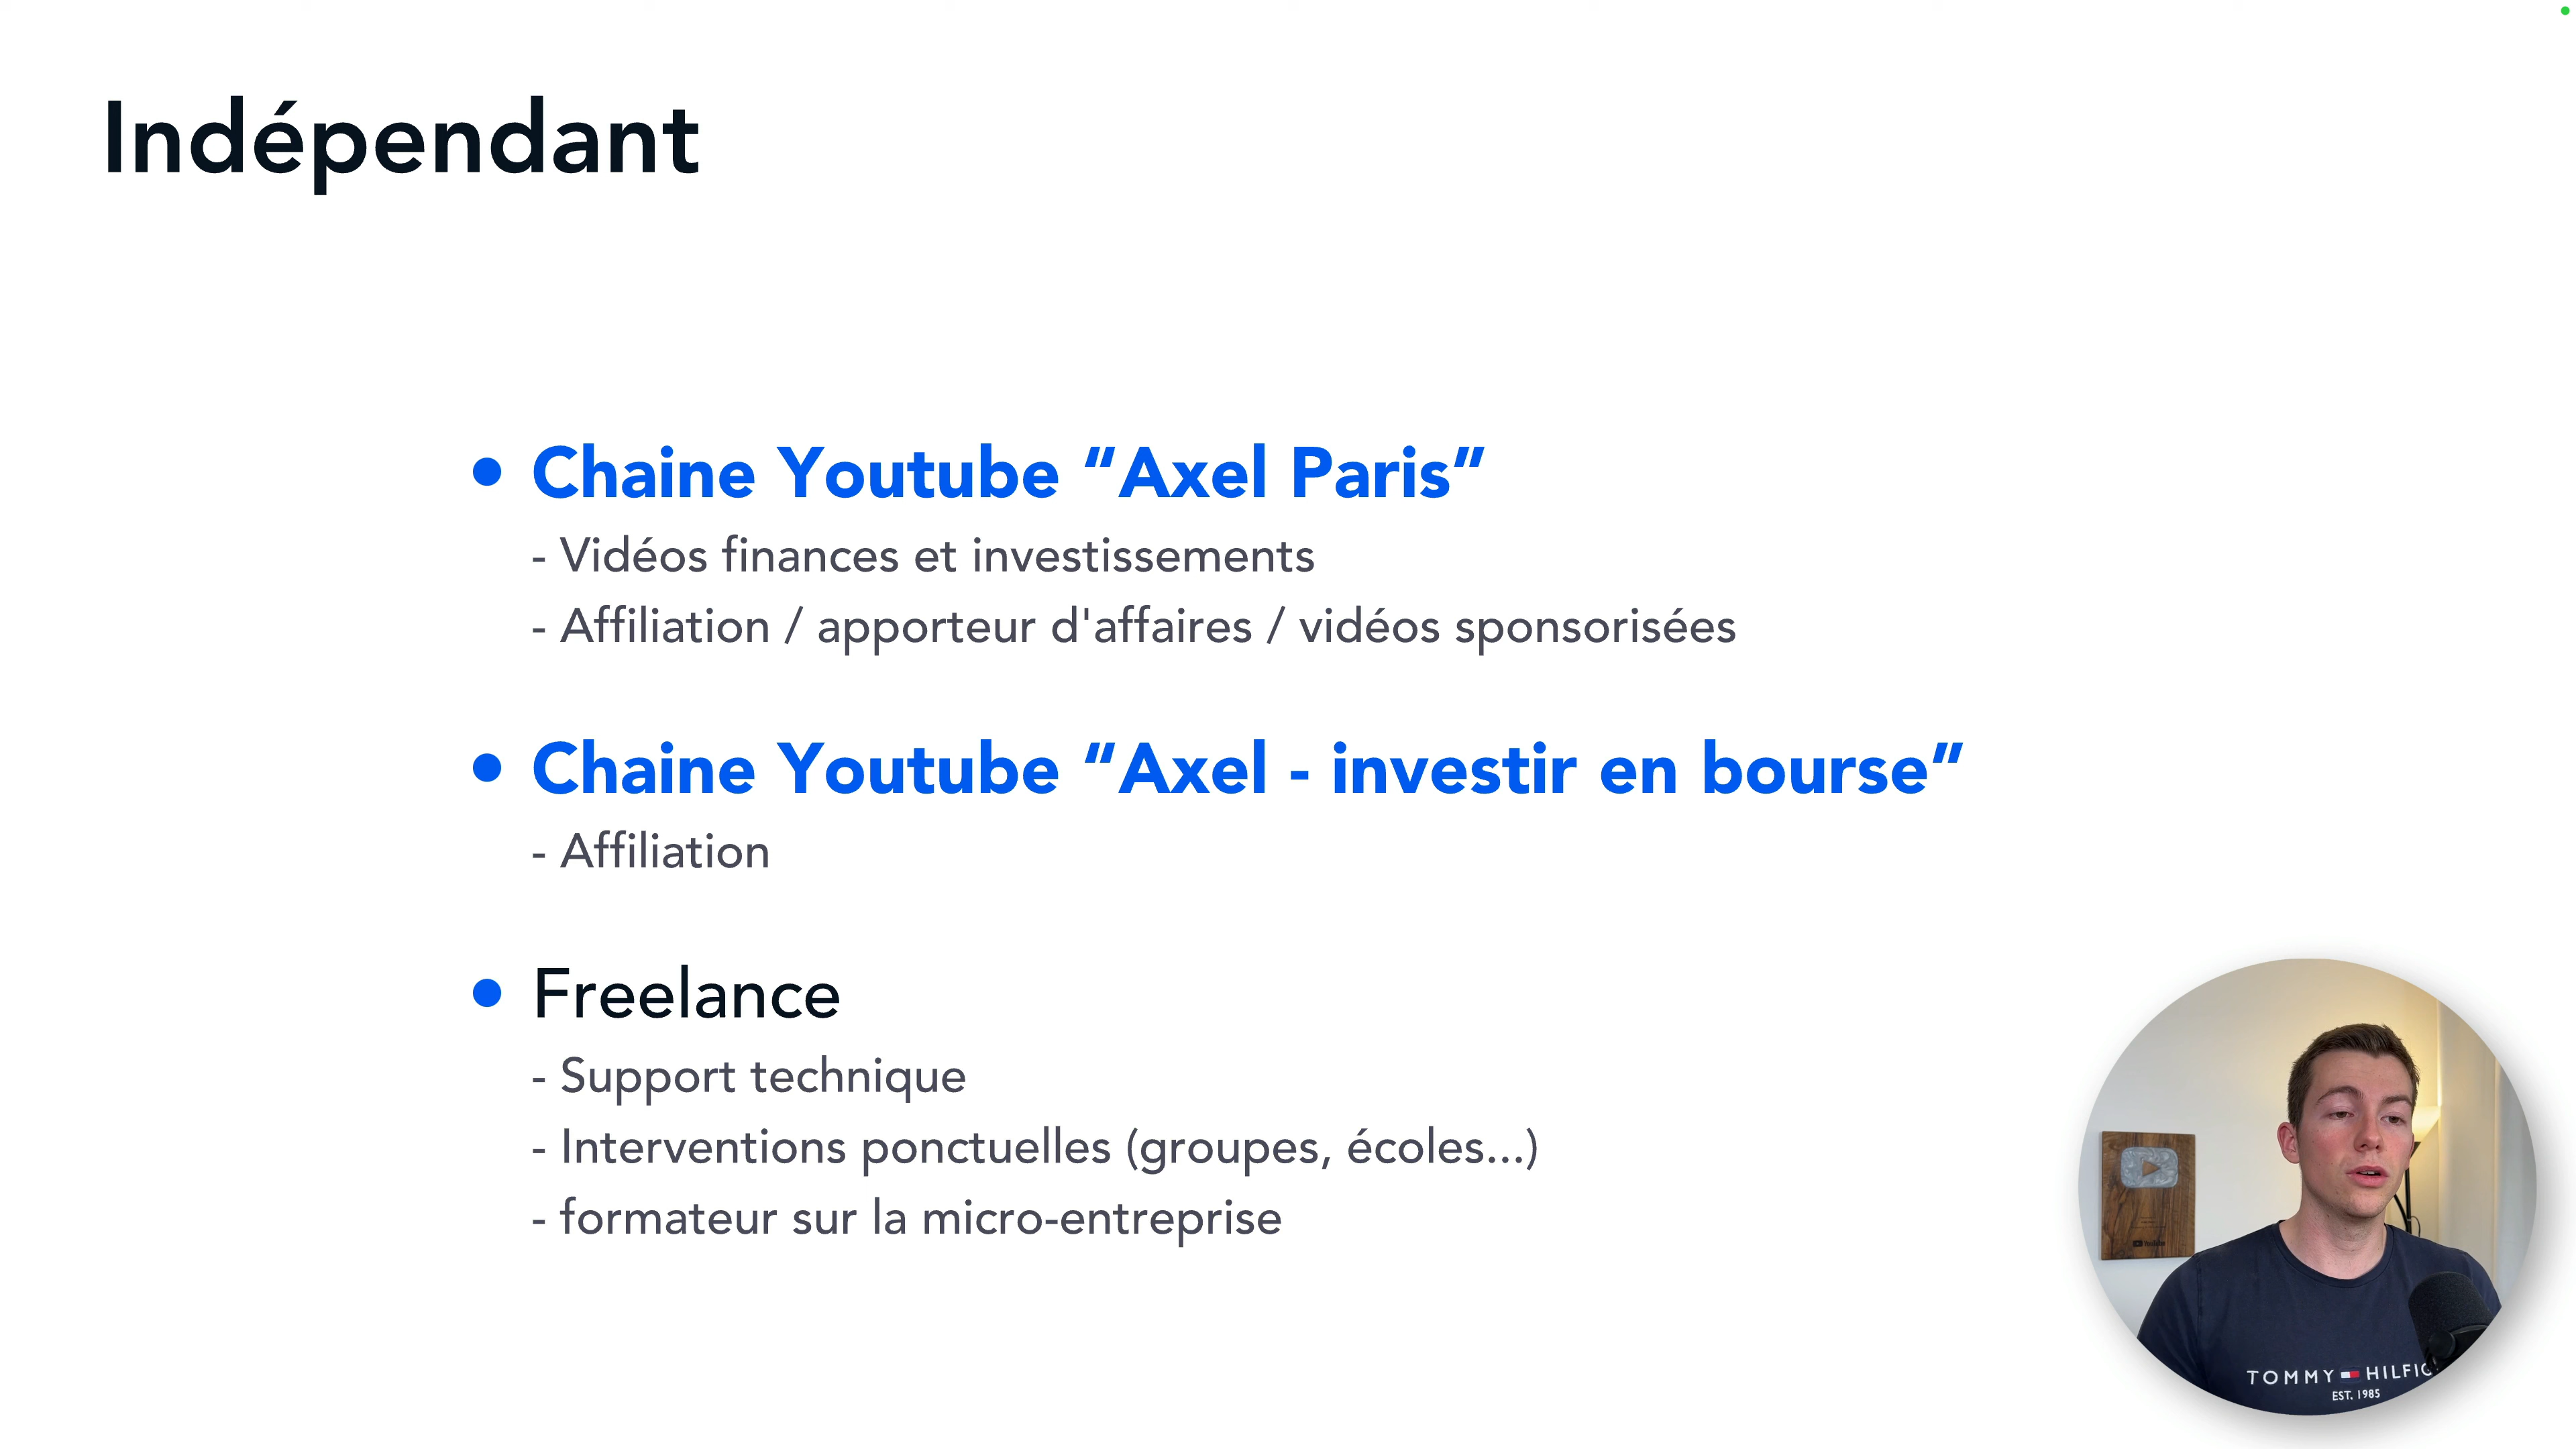 Indépendant
• Chaine Youtube “Axel Paris”
- Vidéos finances et investissements
- Affiliation / apporteur d'affaires / vidéos sponsorisées
• Chaine Youtube “Axel - investir en bourse”
- Affiliation
• Freelance
- Support technique
- Interventions ponctuelles (groupes, écoles...)
- formateur sur la micro-entreprise
TOMMY HILFIG
EST. 1985